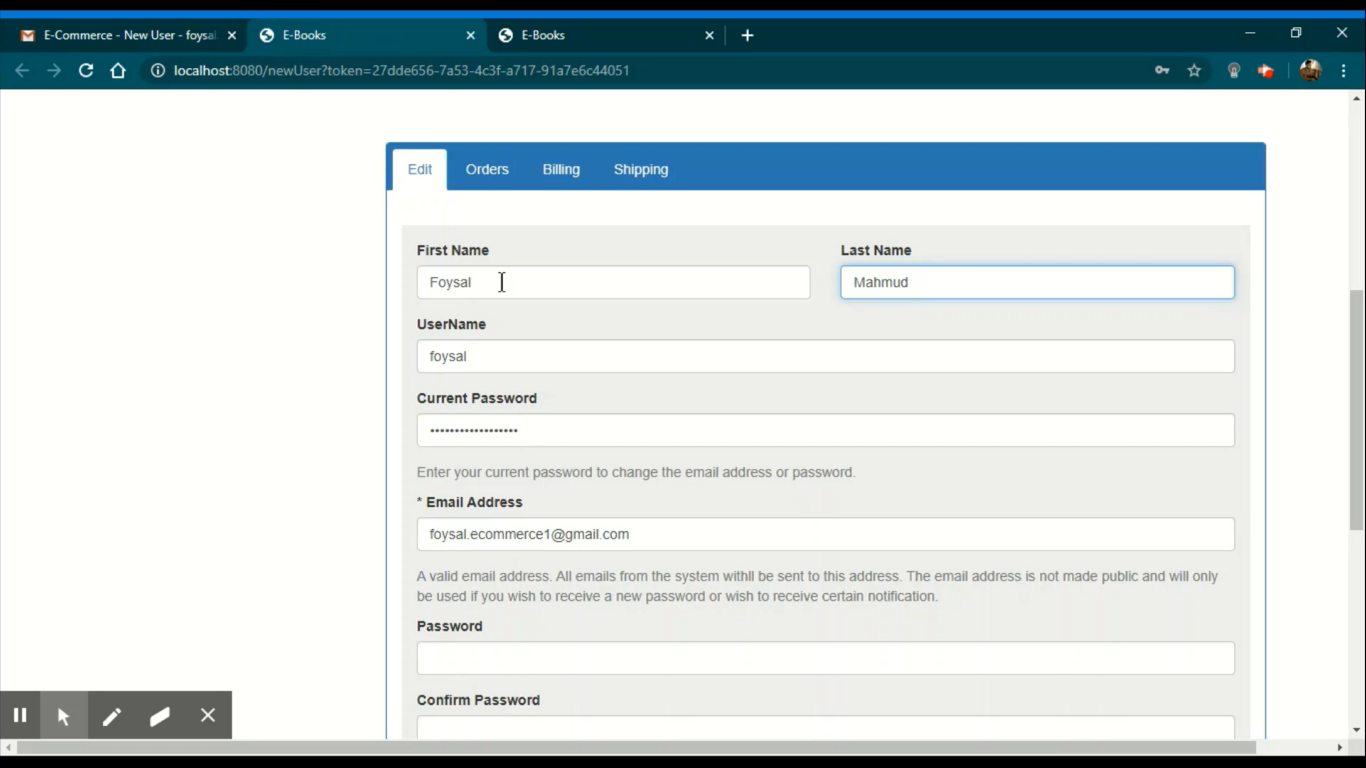 E-Commerce - New User - foysal
E-Books
E-Books
localhost:8080/newUser?token=27dde656-7a53-4c3f-a717-91a7e6c44051
Edit Orders Billing Shipping
First Name Last Name
Foysal Mahmud
UserName
foysal
Current Password
••••••••••••••••••
Enter your current password to change the email address or password.
* Email Address
foysal.ecommerce1@gmail.com
A valid email address. All emails from the system withll be sent to this address. The email address is not made public and will only
be used if you wish to receive a new password or wish to receive certain notification.
Password
Confirm Password